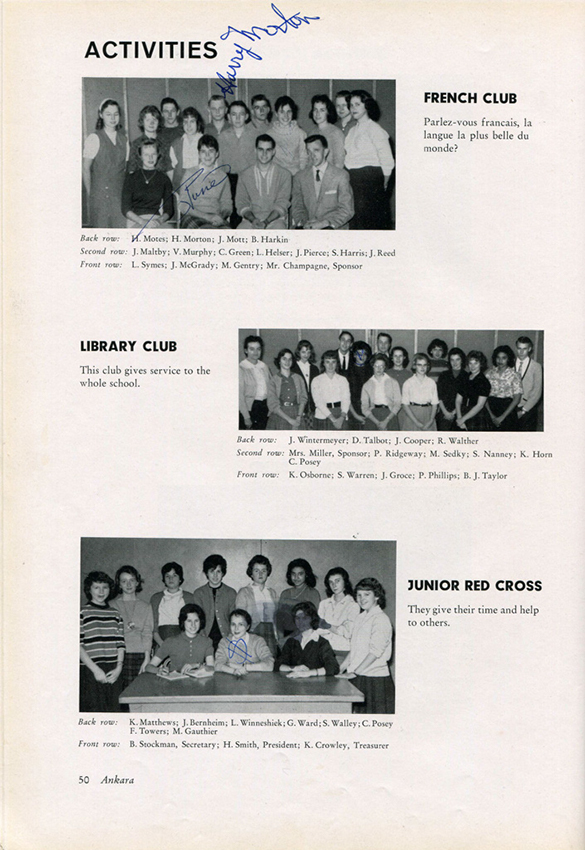 ACTIVITIES
Harry Morton
FRENCH CLUB
Parlez-vous francais, la
langue la plus belle du
monde?
Back row: H. Motes; H. Morton; J. Mott; B. Harkin
Second row: J. Maltby; V. Murphy; C. Green; L. Helser; J. Pierce; S. Harris; J. Reed
Front row: L. Symes; J. McGrady; M. Gentry; Mr. Champagne, Sponsor
LIBRARY CLUB
This club gives service to the
whole school.
Back row: J. Wintermeyer; D. Talbot; J. Cooper; R. Walther
Second row: Mrs. Miller, Sponsor; P. Ridgeway; M. Sedky; S. Nanney; K. Horn
C. Posey
Front row: K. Osborne; S. Warren; J. Groce; P. Phillips; B. J. Taylor
JUNIOR RED CROSS
They give their time and help
to others.
Back row: K. Matthews; J. Bernheim; L. Winneshiek; G. Ward; S. Walley; C. Posey
F. Towers; M. Gauthier
Front row: B. Stockman, Secretary; H. Smith, President; K. Crowley, Treasurer
50 Ankara